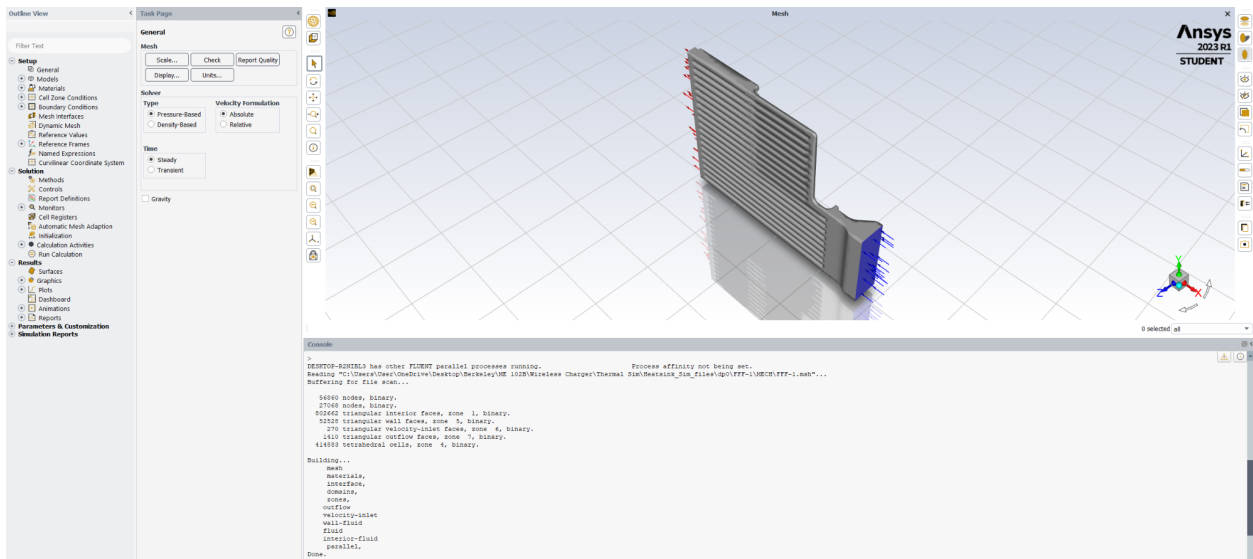 Outline View
Filter Text
Setup
General
Models
Materials
Cell Zone Conditions
Boundary Conditions
Mesh Interfaces
Dynamic Mesh
Reference Values
Reference Frames
Named Expressions
Curvilinear Coordinate System
Solution
Methods
Controls
Report Definitions
Monitors
Cell Registers
Automatic Mesh Adaption
Initialization
Calculation Activities
Run Calculation
Results
Surfaces
Graphics
Plots
Dashboard
Animations
Reports
Parameters & Customization
Simulation Reports
Task Page
General
Mesh
Scale... Check Report Quality
Display... Units...
Solver
Type Velocity Formulation
Pressure-Based Absolute
Density-Based Relative
Time
Steady
Transient
Gravity
Mesh
Ansys
2023 R1
STUDENT
Y
Z X
0 selected all
Console
>
DESKTOP-R2NIBL3 has other FLUENT parallel processes running. Process affinity not being set.
Reading "C:\Users\User\OneDrive\Desktop\Berkeley\ME 102B\Wireless Charger\Thermal Sim\Heatsink_Sim_files\dp0\FFF-1\MECH\FFF-1.msh"...
Buffering for file scan...
56860 nodes, binary.
27068 nodes, binary.
802662 triangular interior faces, zone 1, binary.
52528 triangular wall faces, zone 5, binary.
270 triangular velocity-inlet faces, zone 6, binary.
1410 triangular outflow faces, zone 7, binary.
414883 tetrahedral cells, zone 4, binary.
Building...
mesh
materials,
interface,
domains,
zones,
outflow
velocity-inlet
wall-fluid
fluid
interior-fluid
parallel,
Done.